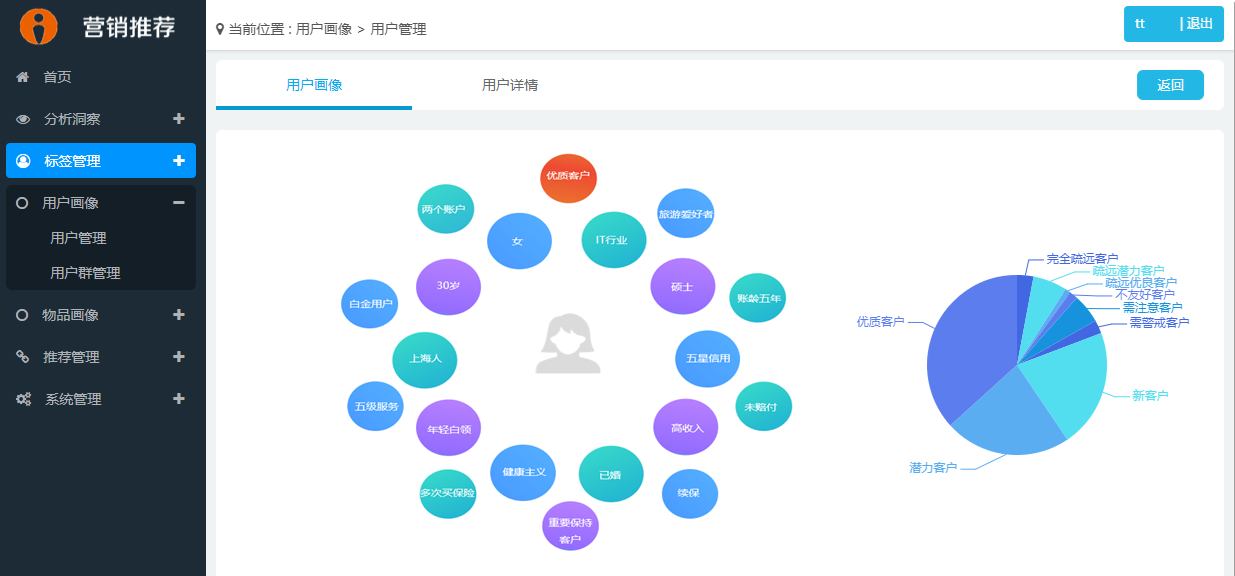 营销推荐
当前位置 : 用户画像 > 用户管理
tt | 退出
首页
分析洞察
标签管理
用户画像
用户管理
用户群管理
物品画像
推荐管理
系统管理
用户画像
用户详情
返回
优质客户
两个账户
旅游爱好者
女
IT行业
30岁
硕士
白金用户
账龄五年
上海人
五星信用
五级服务
未赔付
年轻白领
高收入
健康主义
已婚
多次买保险
续保
重要保持
客户
完全疏远客户
疏远潜力客户
疏远优良客户
不友好客户
需注意客户
需警戒客户
优质客户
新客户
潜力客户